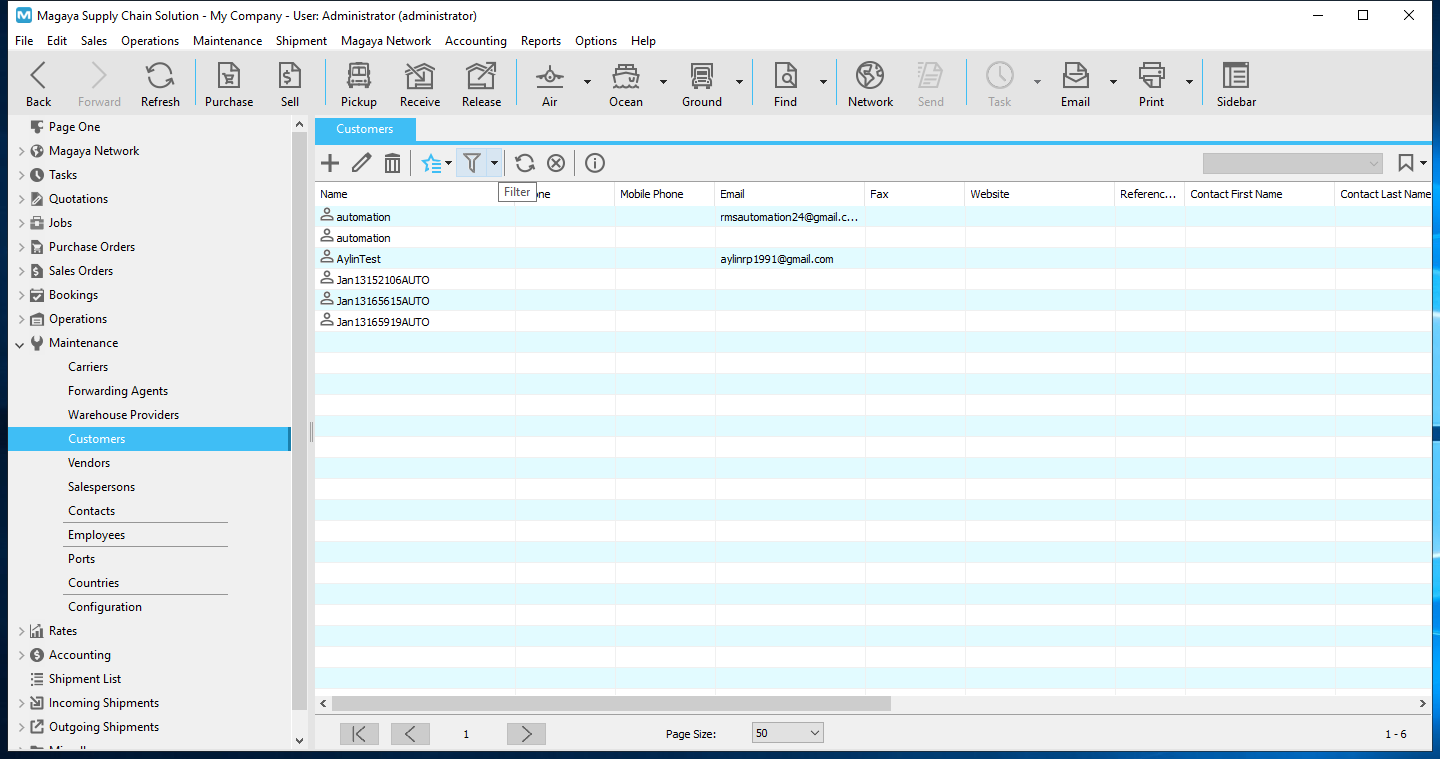 Magaya Supply Chain Solution - My Company - User: Administrator (administrator)
File Edit Sales Operations Maintenance Shipment Magaya Network Accounting Reports Options Help
Back Forward Refresh Purchase Sell Pickup Receive Release Air Ocean Ground Find Network Send Task Email Print Sidebar
Page One
Magaya Network
Tasks
Quotations
Jobs
Purchase Orders
Sales Orders
Bookings
Operations
Maintenance
Carriers
Forwarding Agents
Warehouse Providers
Customers
Vendors
Salespersons
Contacts
Employees
Ports
Countries
Configuration
Rates
Accounting
Shipment List
Incoming Shipments
Outgoing Shipments
Customers
Filter
Name Mobile Phone Email Fax Website Referenc... Contact First Name Contact Last Name
automation rmsautomation24@gmail.c...
automation
AylinTest aylinrp1991@gmail.com
Jan13152106AUTO
Jan13165615AUTO
Jan13165919AUTO
1 Page Size: 50 1 - 6